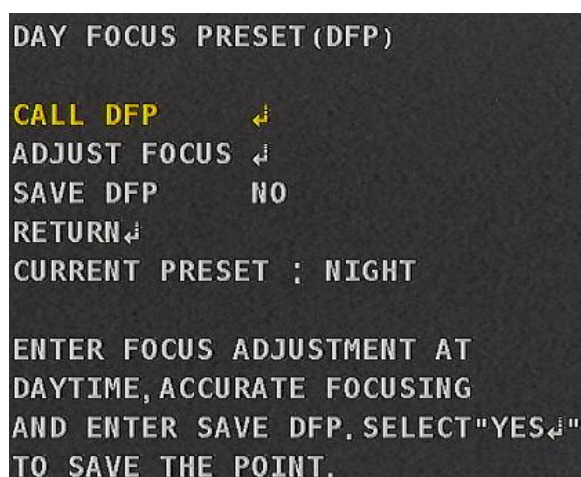 DAY FOCUS PRESET(DFP)
CALL DFP ↲
ADJUST FOCUS ↲
SAVE DFP NO
RETURN↲
CURRENT PRESET : NIGHT
ENTER FOCUS ADJUSTMENT AT
DAYTIME,ACCURATE FOCUSING
AND ENTER SAVE DFP.SELECT"YES↲"
TO SAVE THE POINT.